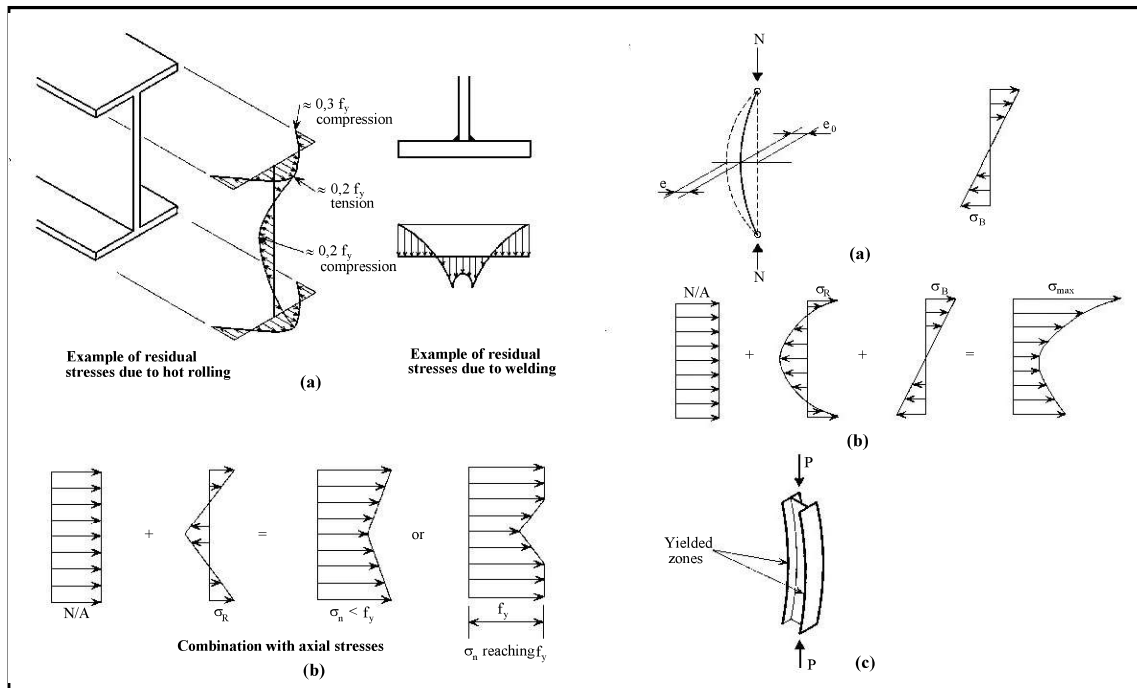 ≈ 0,3 f_y
compression
≈ 0,2 f_y
tension
≈0,2 f_y
compression
Example of residual
stresses due to hot rolling
(a)
Example of residual
stresses due to welding
N/A
+
σ_R
=
σ_n < f_y
or
f_y
σ_n reaching f_y
Combination with axial stresses
(b)
N
e_0
e
N
σ_B
(a)
N/A
+
σ_R
+
σ_B
=
σ_max
(b)
P
Yielded
zones
P
(c)